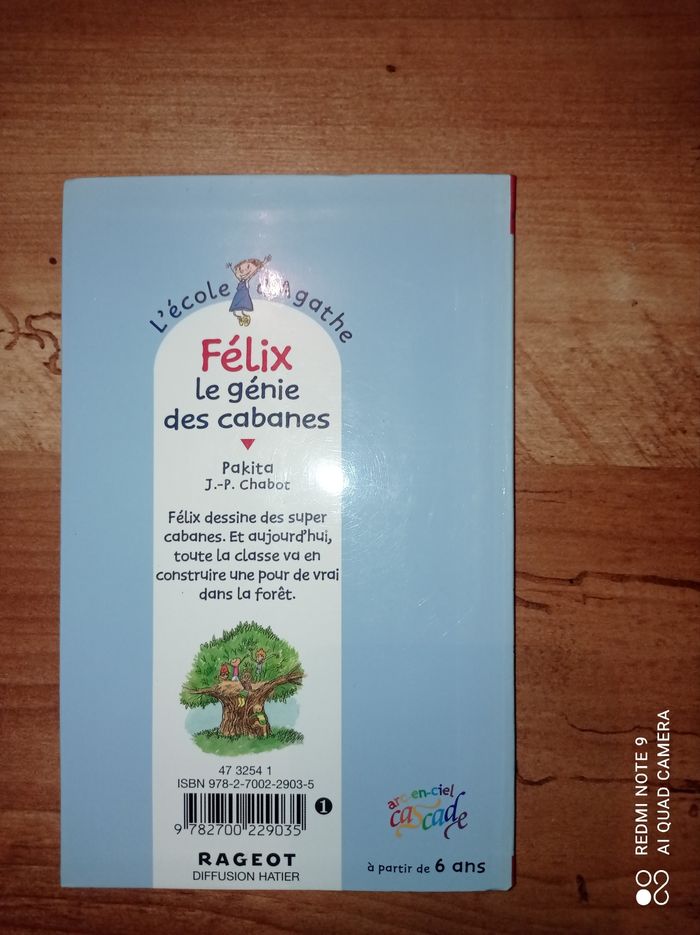 L'école d'Agathe
Félix
le génie
des cabanes
Pakita
J.-P. Chabot
Félix dessine des super
cabanes. Et aujourd'hui,
toute la classe va en
construire une pour de vrai
dans la forêt.
47 3254 1
ISBN 978-2-7002-2903-5
9 782700 229035
1
RAGEOT
DIFFUSION HATIER
arc-en-ciel
cascade
à partir de 6 ans
REDMI NOTE 9
AI QUAD CAMERA